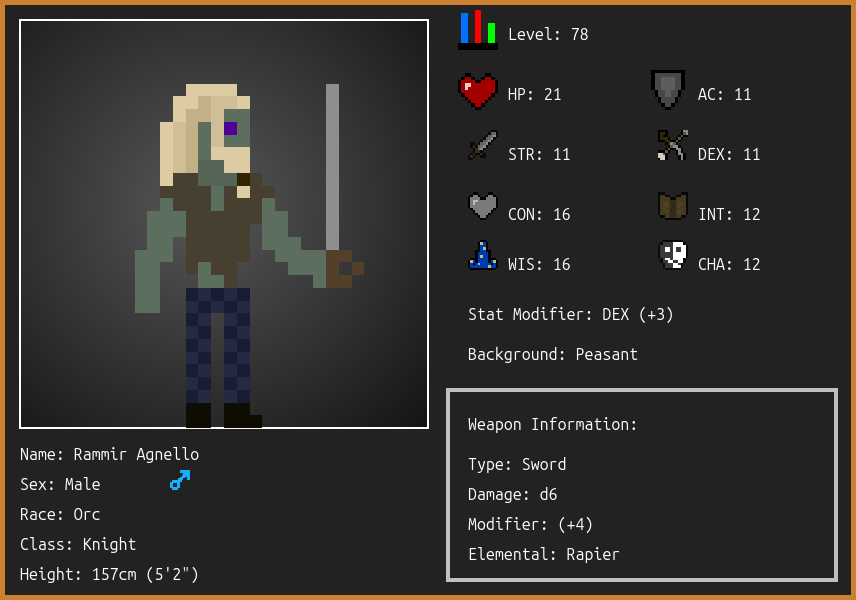 Level: 78
HP: 21
AC: 11
STR: 11
DEX: 11
CON: 16
INT: 12
WIS: 16
CHA: 12
Stat Modifier: DEX (+3)
Background: Peasant
Weapon Information:
Type: Sword
Damage: d6
Modifier: (+4)
Elemental: Rapier
Name: Rammir Agnello
Sex: Male
Race: Orc
Class: Knight
Height: 157cm (5'2")